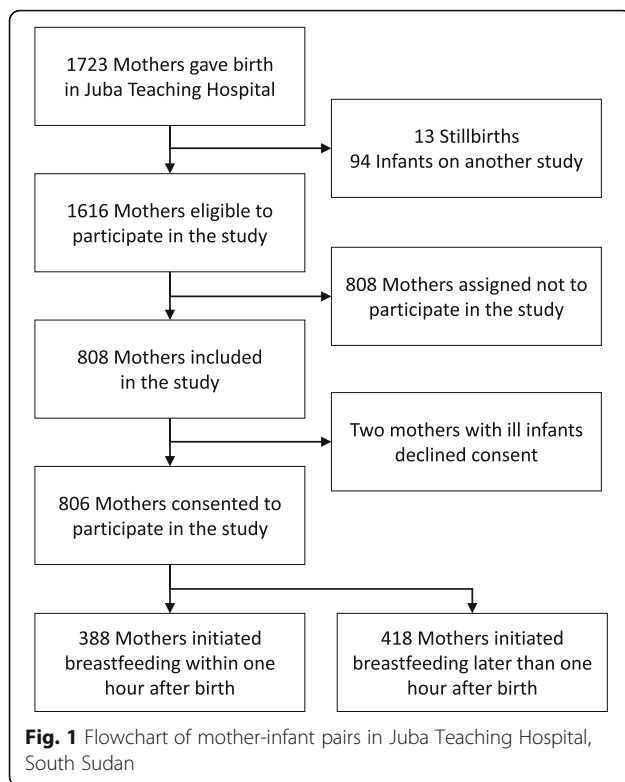 1723 Mothers gave birth
in Juba Teaching Hospital
13 Stillbirths
94 Infants on another study
1616 Mothers eligible to
participate in the study
808 Mothers assigned not to
participate in the study
808 Mothers included
in the study
Two mothers with ill infants
declined consent
806 Mothers consented to
participate in the study
388 Mothers initiated
breastfeeding within one
hour after birth
418 Mothers initiated
breastfeeding later than one
hour after birth
Fig. 1 Flowchart of mother-infant pairs in Juba Teaching Hospital,
South Sudan